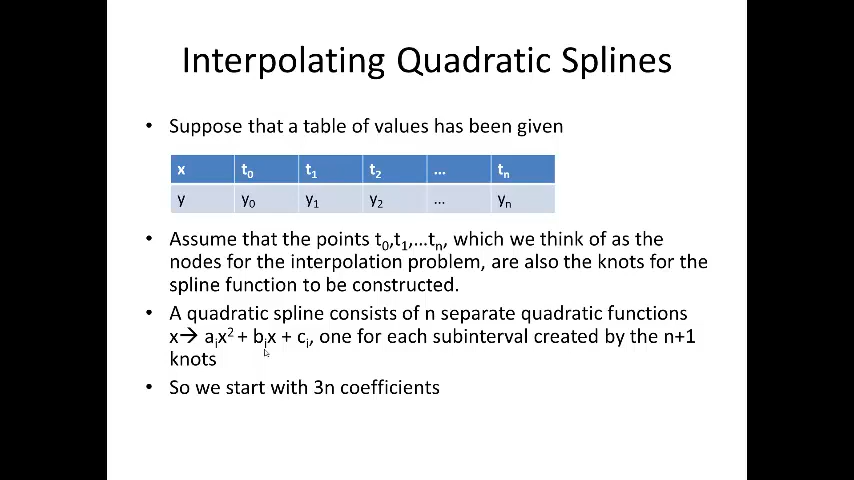 Interpolating Quadratic Splines
• Suppose that a table of values has been given
x t₀ t₁ t₂ ... tₙ
y y₀ y₁ y₂ ... yₙ
• Assume that the points t₀,t₁,...tₙ, which we think of as the
nodes for the interpolation problem, are also the knots for the
spline function to be constructed.
• A quadratic spline consists of n separate quadratic functions
x→ aᵢx² + bᵢx + cᵢ, one for each subinterval created by the n+1
knots
• So we start with 3n coefficients